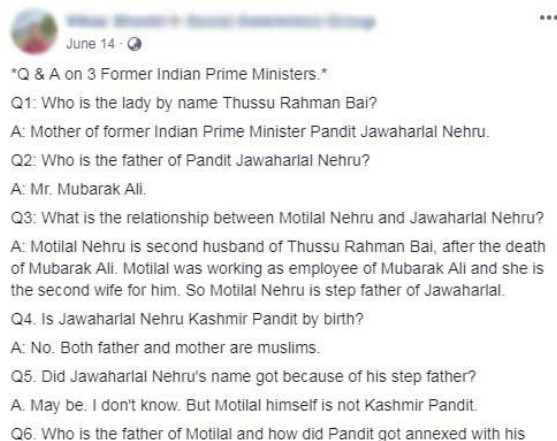 June 14
*Q & A on 3 Former Indian Prime Ministers.*
Q1: Who is the lady by name Thussu Rahman Bai?
A: Mother of former Indian Prime Minister Pandit Jawaharlal Nehru.
Q2: Who is the father of Pandit Jawaharlal Nehru?
A: Mr. Mubarak Ali.
Q3: What is the relationship between Motilal Nehru and Jawaharlal Nehru?
A: Motilal Nehru is second husband of Thussu Rahman Bai, after the death
of Mubarak Ali. Motilal was working as employee of Mubarak Ali and she is
the second wife for him. So Motilal Nehru is step father of Jawaharlal.
Q4. Is Jawaharlal Nehru Kashmir Pandit by birth?
A: No. Both father and mother are muslims.
Q5. Did Jawaharlal Nehru's name got because of his step father?
A. May be. I don't know. But Motilal himself is not Kashmir Pandit.
Q6. Who is the father of Motilal and how did Pandit got annexed with his